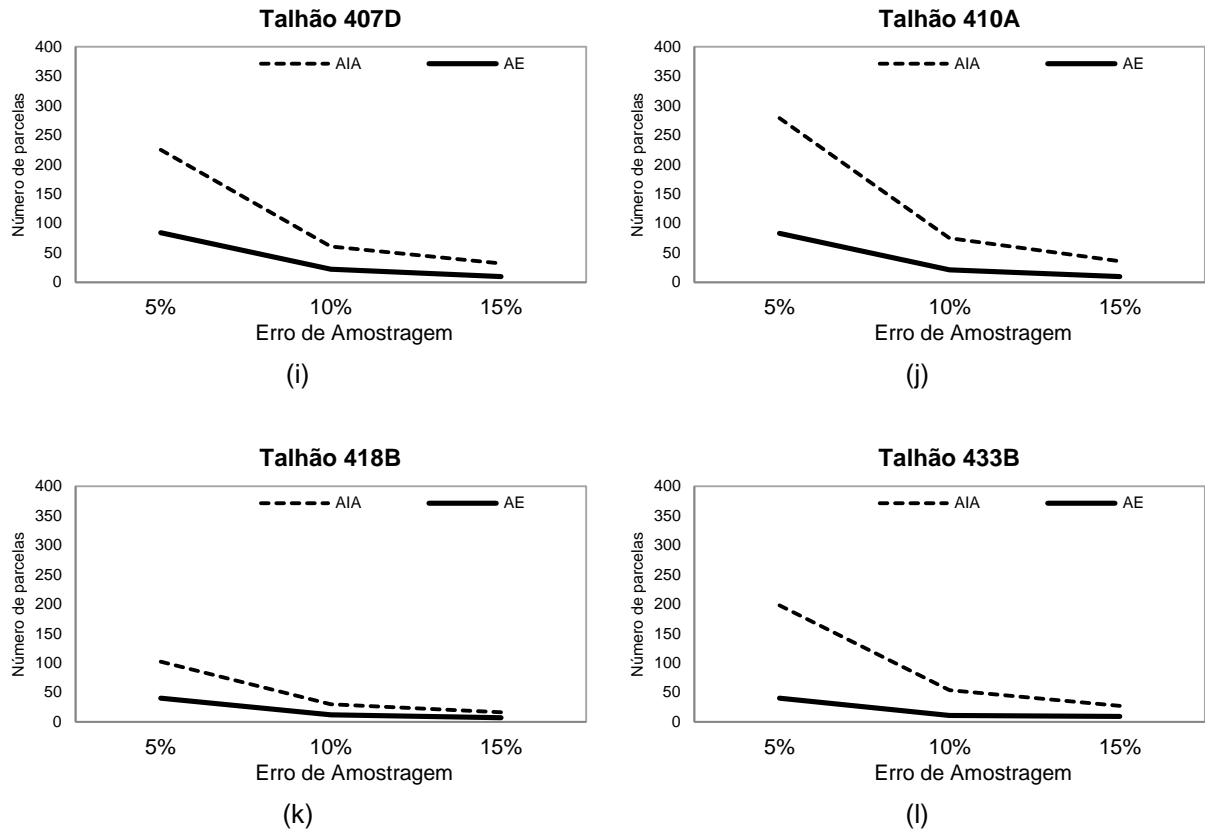 Talhão 407D
400
350
300
250
200
150
100
50
0
Número de parcelas
AIA AE
5% 10% 15%
Erro de Amostragem
(i)
Talhão 410A
400
350
300
250
200
150
100
50
0
Número de parcelas
AIA AE
5% 10% 15%
Erro de Amostragem
(j)
Talhão 418B
400
350
300
250
200
150
100
50
0
Número de parcelas
AIA AE
5% 10% 15%
Erro de Amostragem
(k)
Talhão 433B
400
350
300
250
200
150
100
50
0
Número de parcelas
AIA AE
5% 10% 15%
Erro de Amostragem
(l)